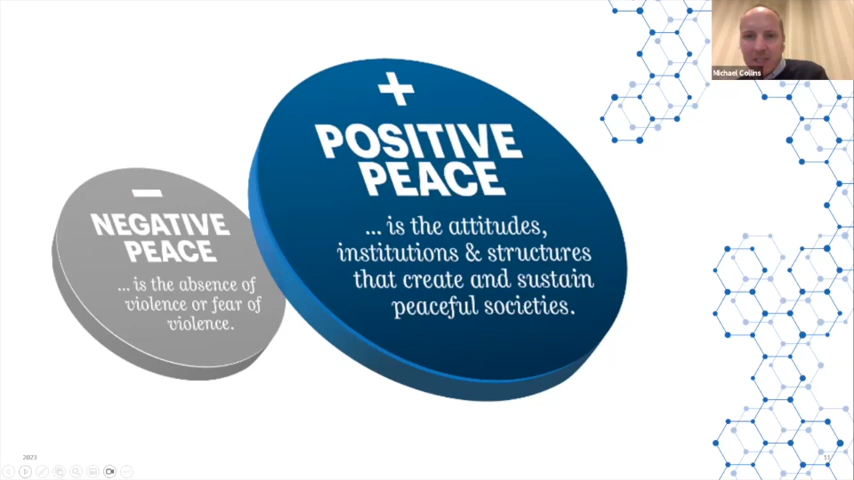 Michael Collins
+
POSITIVE
PEACE
... is the attitudes,
institutions & structures
that create and sustain
peaceful societies.
–
NEGATIVE
PEACE
... is the absence of
violence or fear of
violence.
2023
11